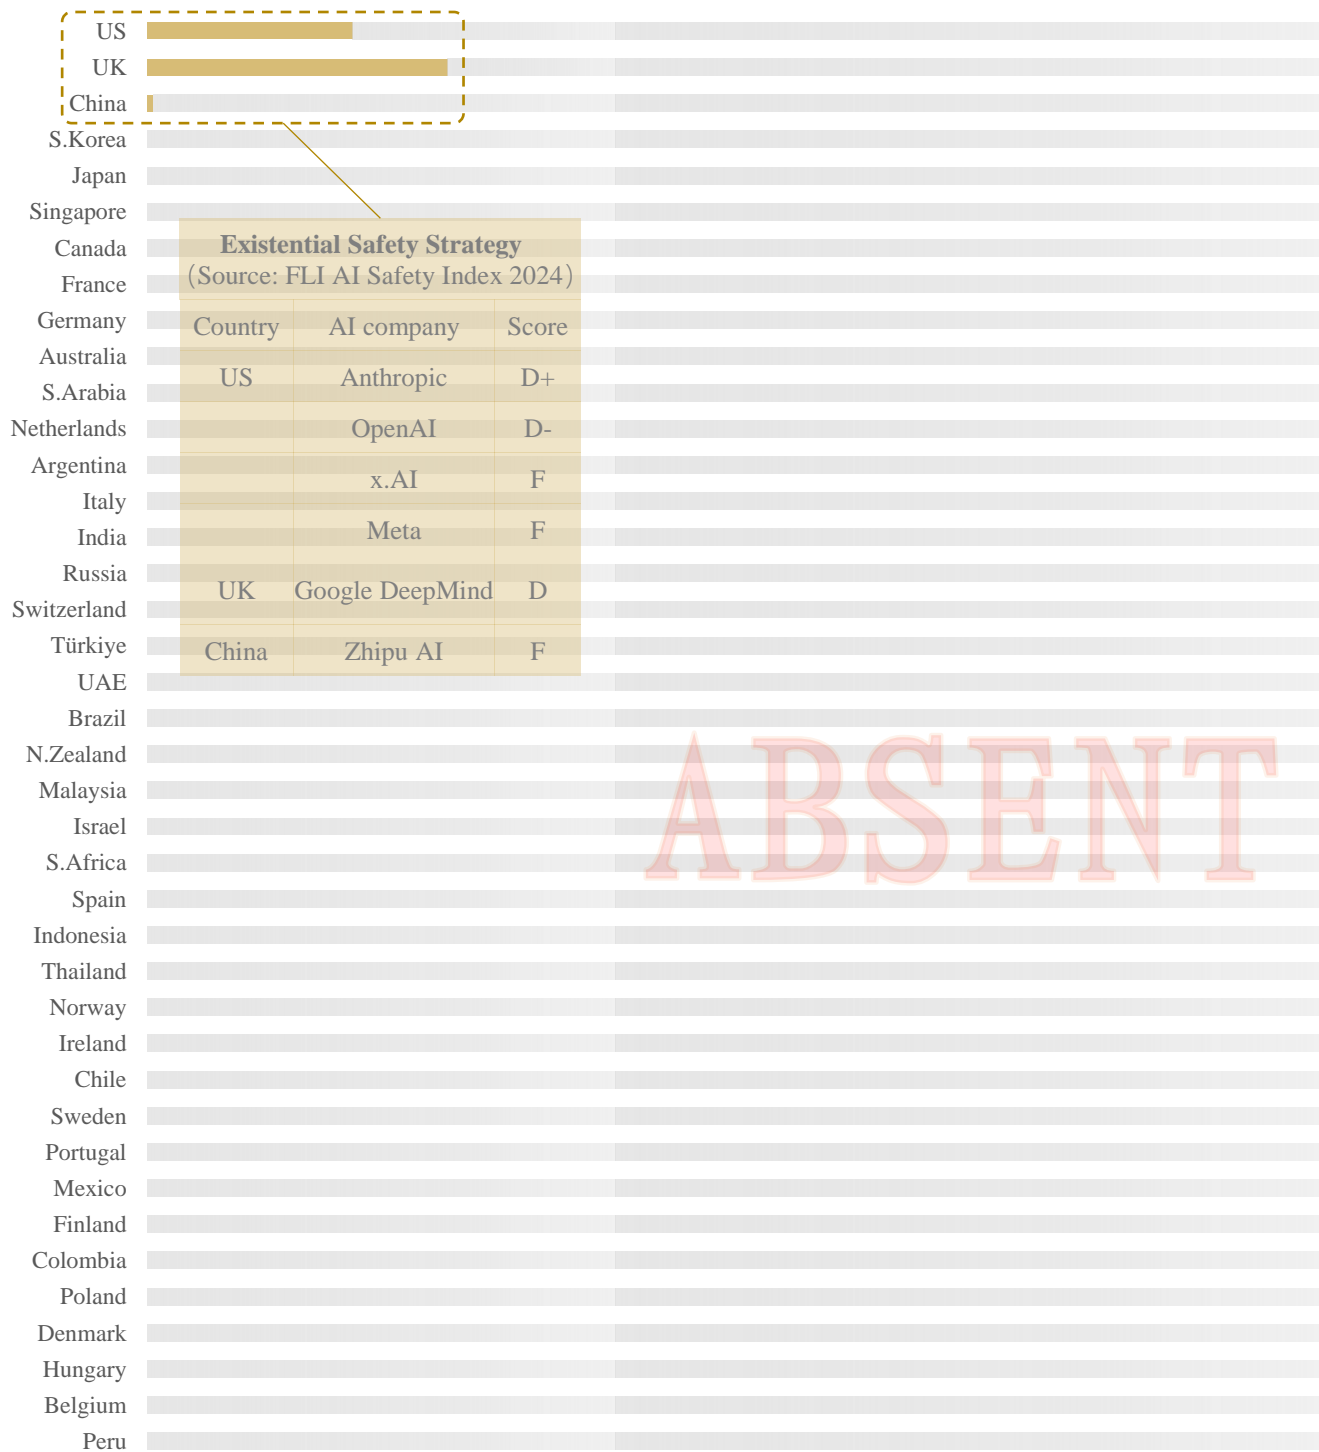 US
UK
China
S.Korea
Japan
Singapore
Canada
France
Germany
Australia
S.Arabia
Netherlands
Argentina
Italy
India
Russia
Switzerland
Türkiye
UAE
Brazil
N.Zealand
Malaysia
Israel
S.Africa
Spain
Indonesia
Thailand
Norway
Ireland
Chile
Sweden
Portugal
Mexico
Finland
Colombia
Poland
Denmark
Hungary
Belgium
Peru
Existential Safety Strategy
(Source: FLI AI Safety Index 2024)
Country AI company Score
US Anthropic D+
OpenAI D-
x.AI F
Meta F
UK Google DeepMind D
China Zhipu AI F
ABSENT